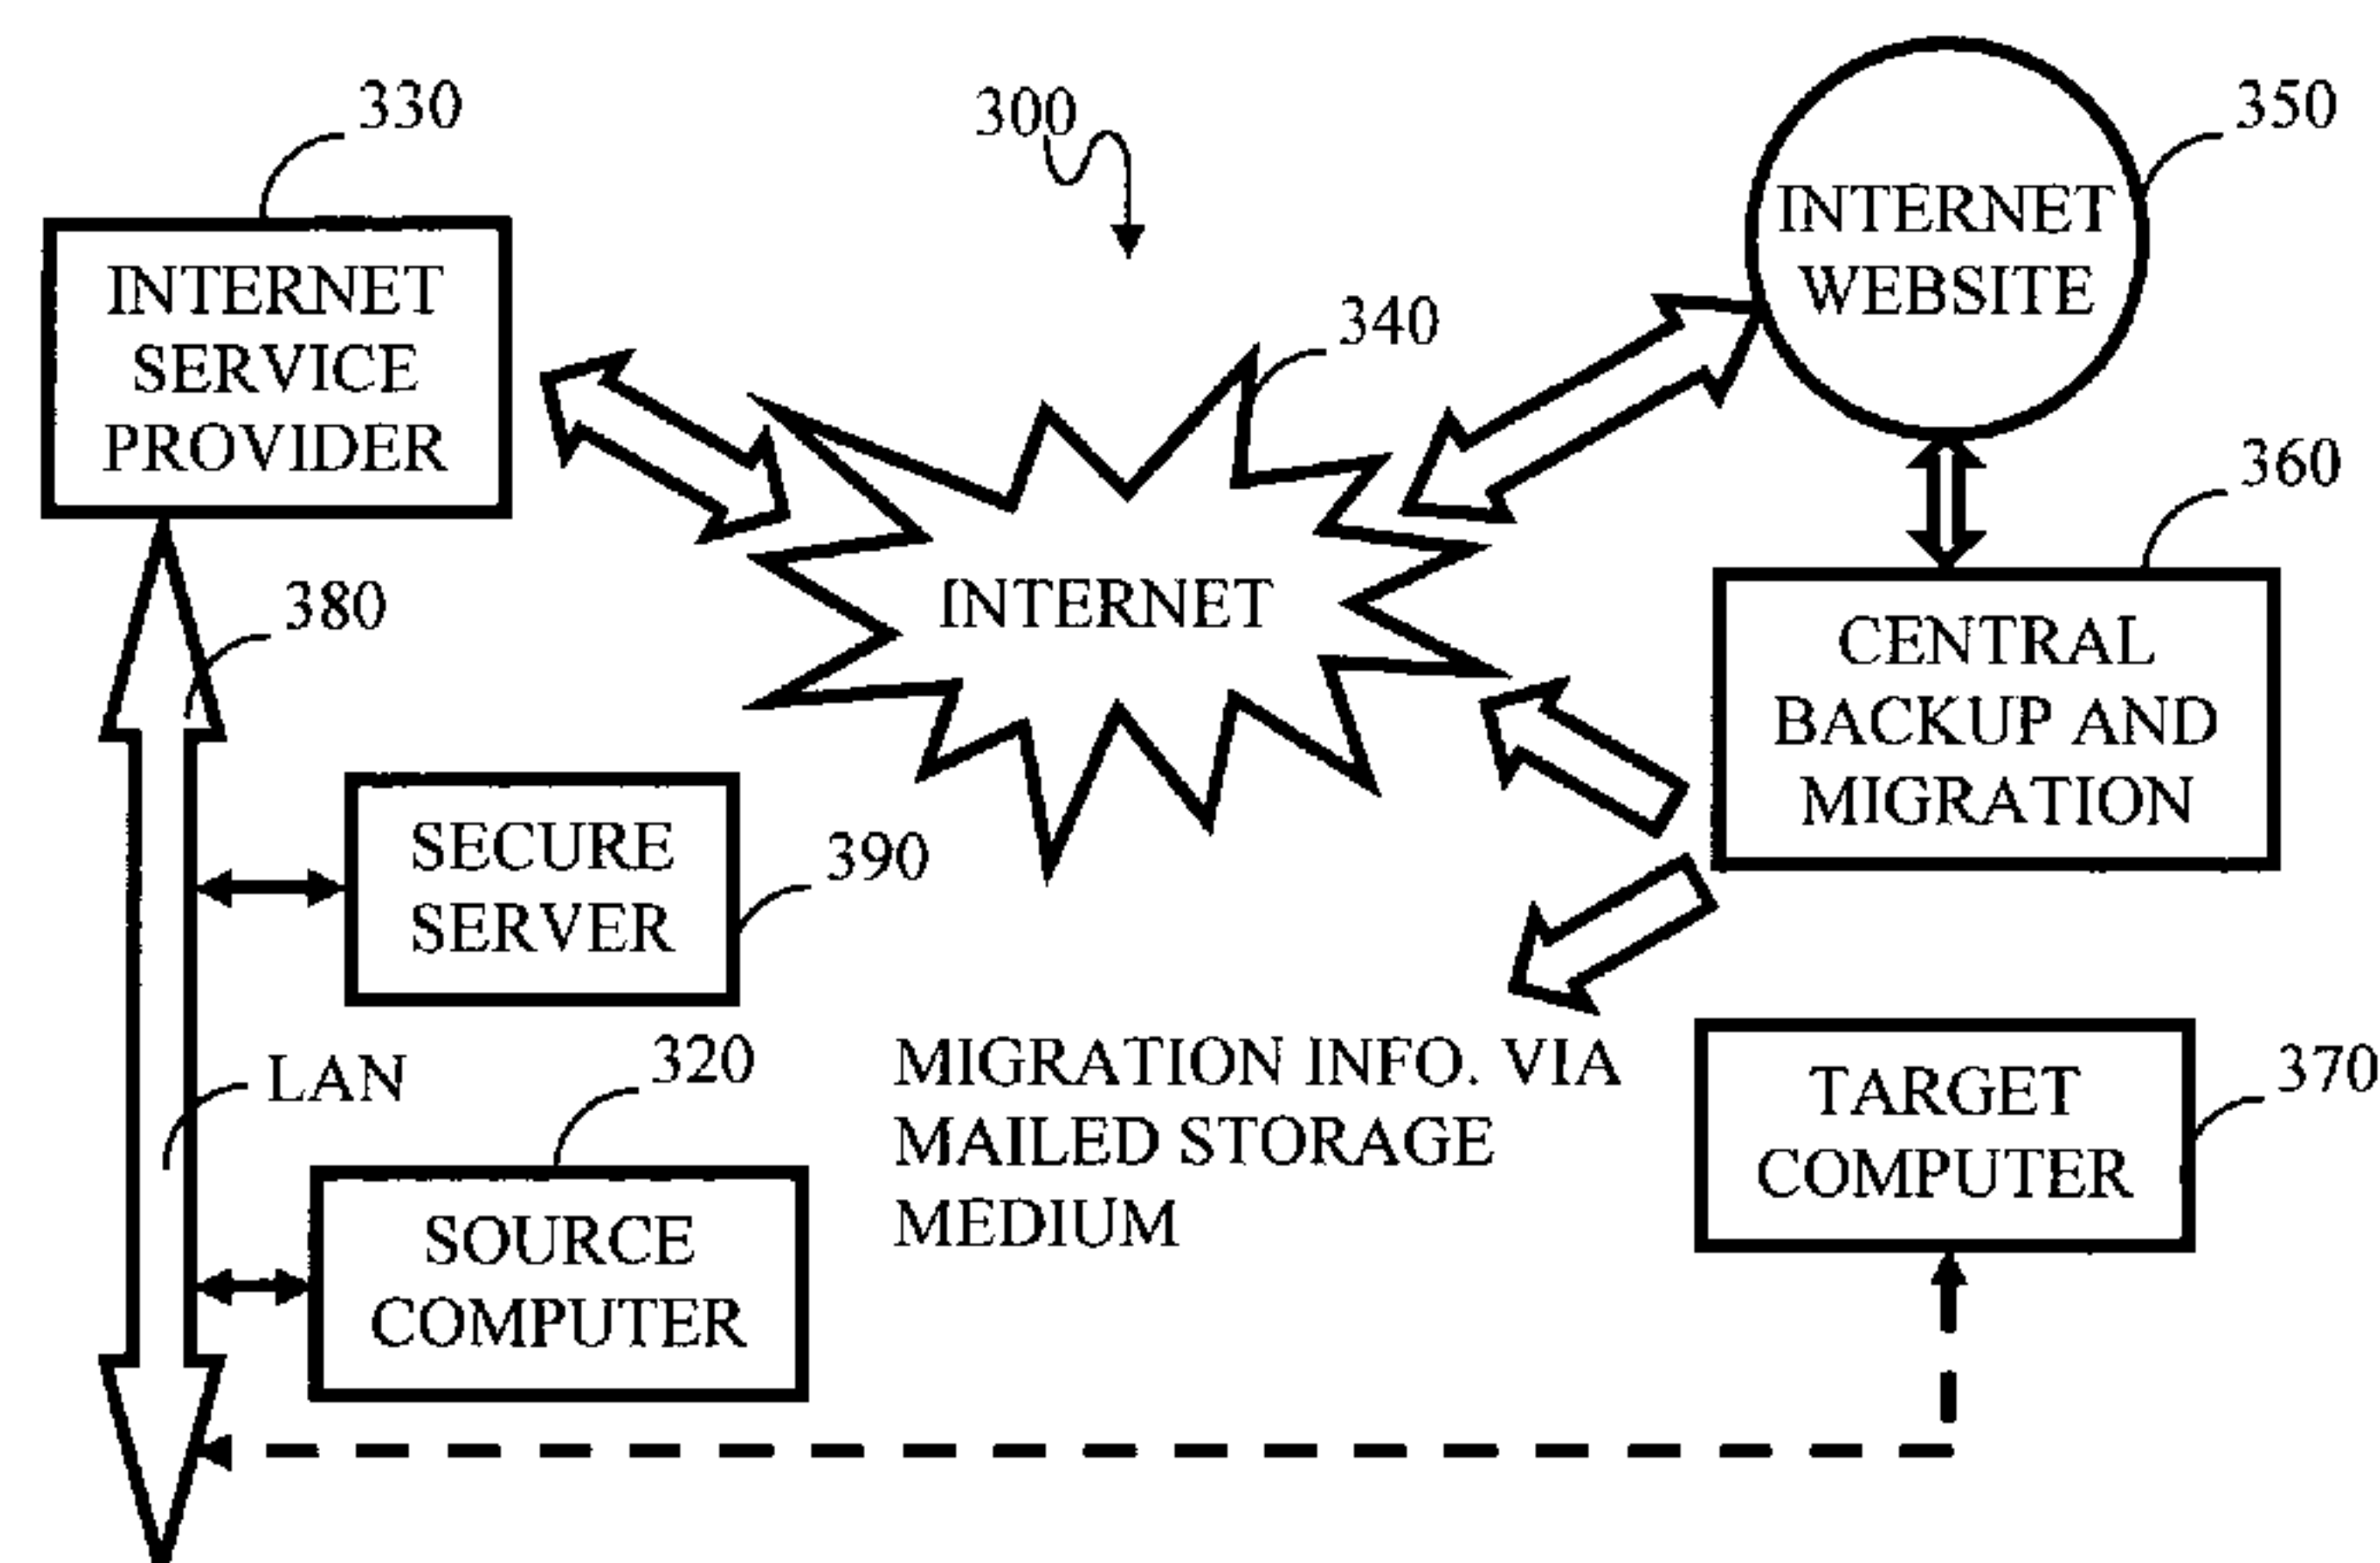 330
300
350
INTERNET
SERVICE
PROVIDER
INTERNET
WEBSITE
340
360
380
INTERNET
CENTRAL
BACKUP AND
MIGRATION
SECURE
SERVER
390
LAN
320
MIGRATION INFO. VIA
MAILED STORAGE
MEDIUM
TARGET
COMPUTER
370
SOURCE
COMPUTER